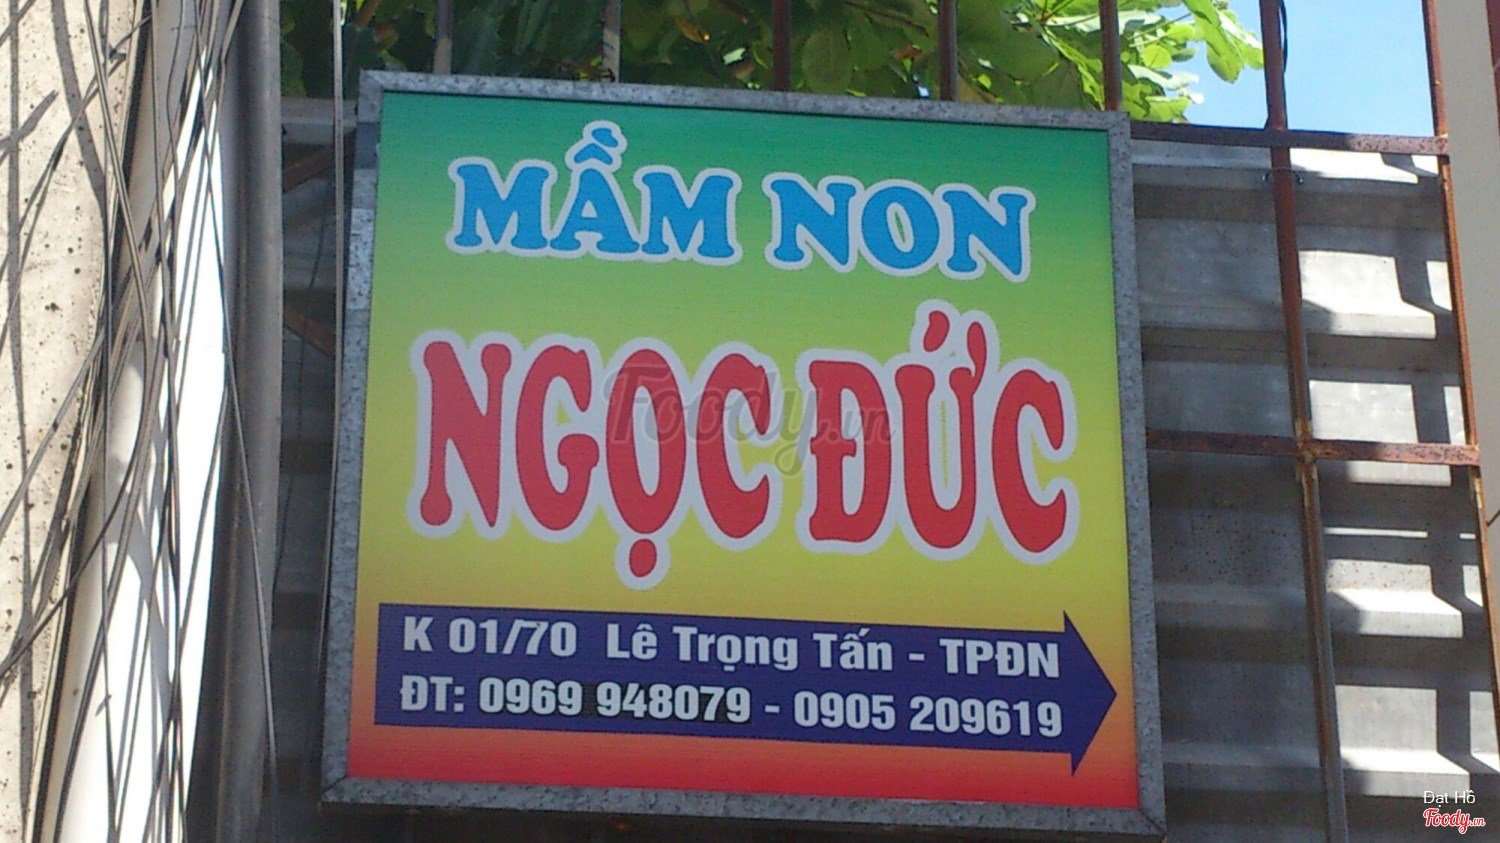 MẦM NON
NGỌC ĐỨC
K 01/70 Lê Trọng Tấn - TPĐN
ĐT: 0969 948079 - 0905 209619
Foody.vn
Đạt Hồ
Foody.vn